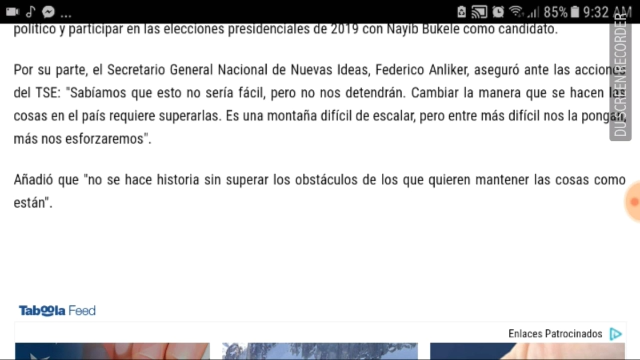 85% 9:32 AM
político y participar en las elecciones presidenciales de 2019 con Nayib Bukele como candidato.
Por su parte, el Secretario General Nacional de Nuevas Ideas, Federico Anliker, aseguró ante las acciones
del TSE: "Sabíamos que esto no sería fácil, pero no nos detendrán. Cambiar la manera que se hacen las
cosas en el país requiere superarlas. Es una montaña difícil de escalar, pero entre más difícil nos la pongan,
más nos esforzaremos".
Añadió que "no se hace historia sin superar los obstáculos de los que quieren mantener las cosas como
están".
DU SCREEN RECORDER
Taboola Feed
Enlaces Patrocinados